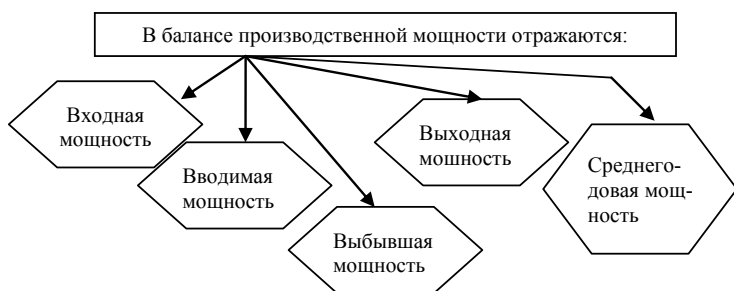 В балансе производственной мощности отражаются:
Входная
мощность
Вводимая
мощность
Выбывшая
мощность
Выходная
мошность
Среднего-
довая мощ-
ность